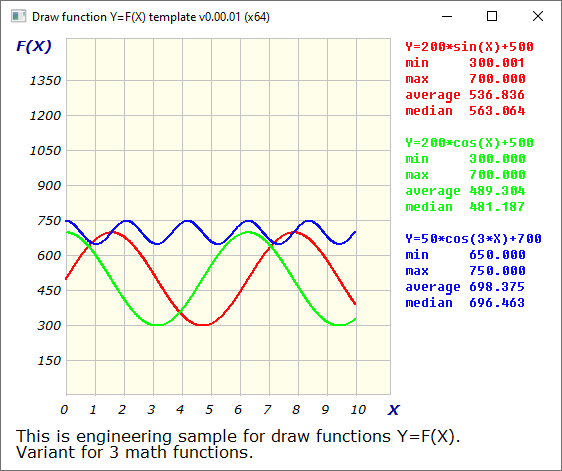 Draw function Y=F(X) template v0.00.01 (x64)
F(X)
1350
1200
1050
900
750
600
450
300
150
0 1 2 3 4 5 6 7 8 9 10 X
Y=200*sin(X)+500
min 300.001
max 700.000
average 536.836
median 563.064
Y=200*cos(X)+500
min 300.000
max 700.000
average 489.304
median 481.187
Y=50*cos(3*X)+700
min 650.000
max 750.000
average 698.375
median 696.463
This is engineering sample for draw functions Y=F(X).
Variant for 3 math functions.